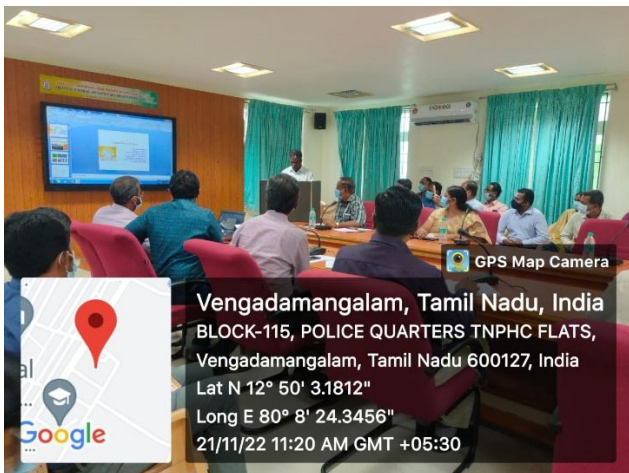 GPS Map Camera
Vengadamangalam, Tamil Nadu, India
BLOCK-115, POLICE QUARTERS TNPHC FLATS,
Vengadamangalam, Tamil Nadu 600127, India
Lat N 12° 50' 3.1812"
Long E 80° 8' 24.3456"
21/11/22 11:20 AM GMT +05:30
al
Google